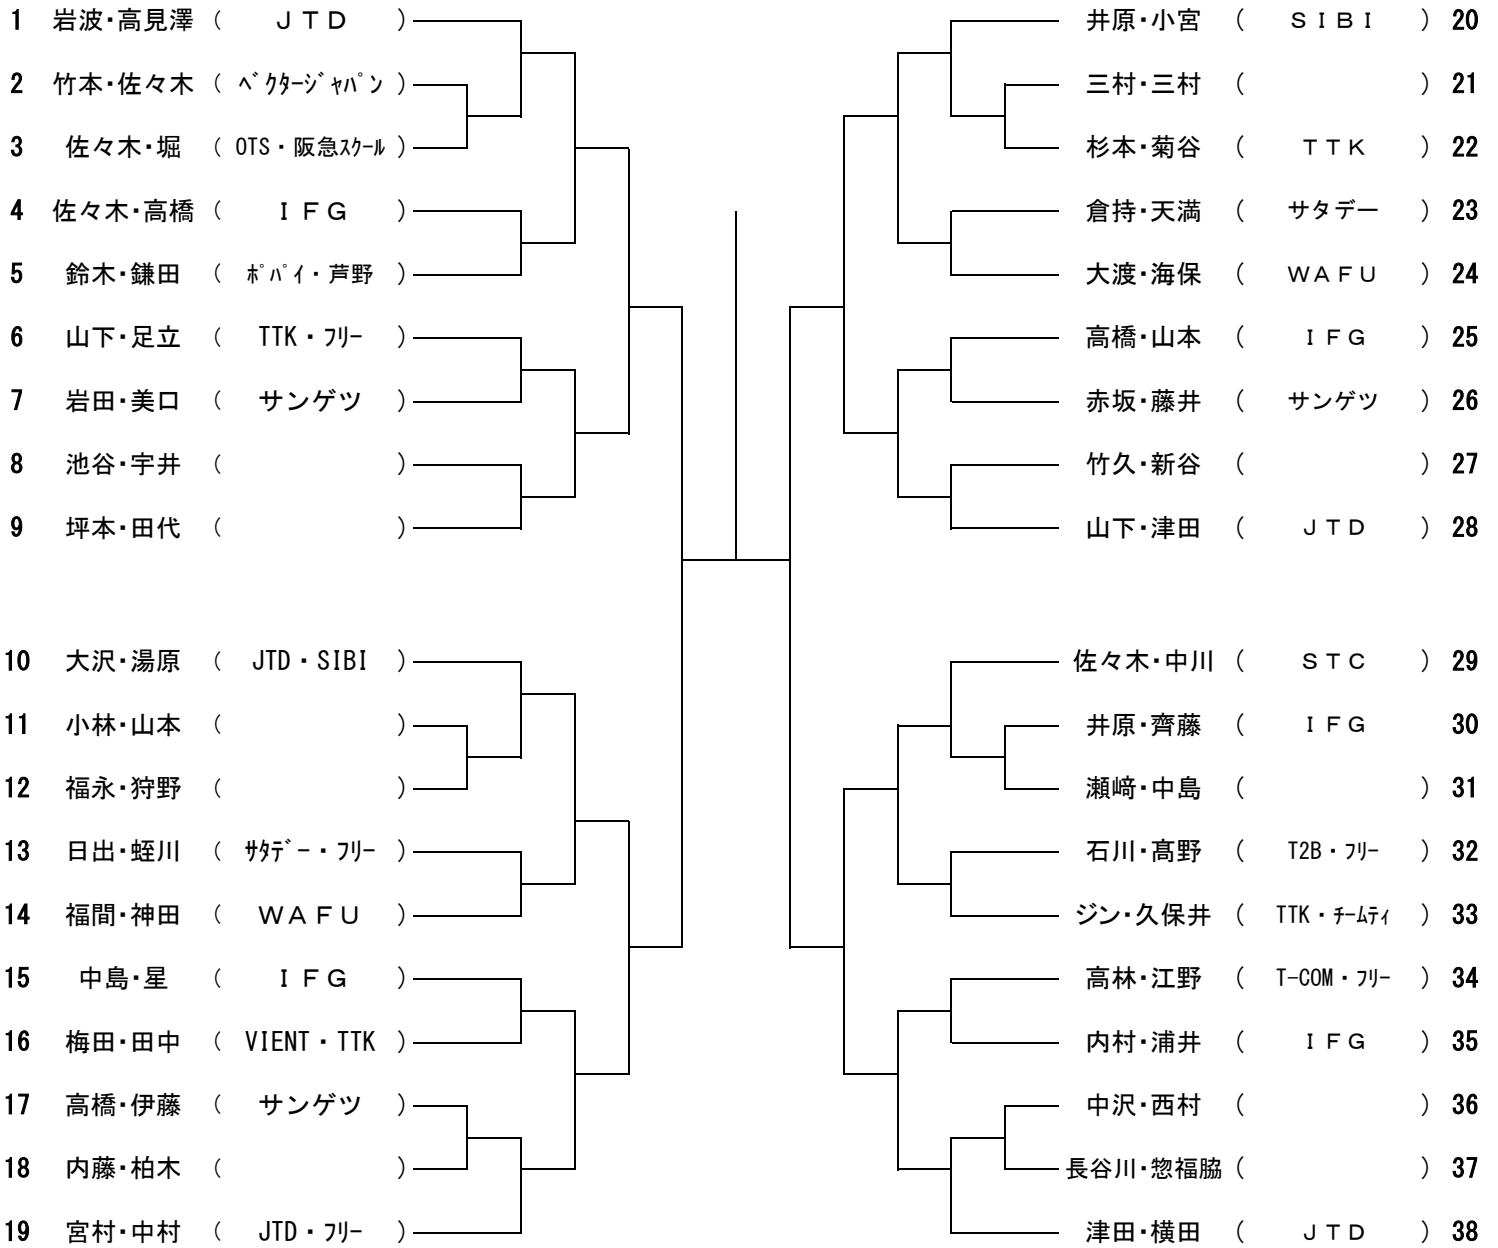 1 岩波・高見澤 ( ＪＴＤ )
2 竹本・佐々木 ( ﾍﾞｸﾀｰｼﾞｬﾊﾟﾝ )
3 佐々木・堀 ( OTS・阪急ｽｸｰﾙ )
4 佐々木・高橋 ( ＩＦＧ )
5 鈴木・鎌田 ( ﾎﾟﾊﾟｲ・芦野 )
6 山下・足立 ( TTK・ﾌﾘｰ )
7 岩田・美口 ( サンゲツ )
8 池谷・宇井 ( )
9 坪本・田代 ( )
10 大沢・湯原 ( JTD・SIBI )
11 小林・山本 ( )
12 福永・狩野 ( )
13 日出・蛭川 ( ｻﾀﾃﾞｰ・ﾌﾘｰ )
14 福間・神田 ( ＷＡＦＵ )
15 中島・星 ( ＩＦＧ )
16 梅田・田中 ( VIENT・TTK )
17 高橋・伊藤 ( サンゲツ )
18 内藤・柏木 ( )
19 宮村・中村 ( JTD・ﾌﾘｰ )
井原・小宮 ( ＳＩＢＩ ) 20
三村・三村 ( ) 21
杉本・菊谷 ( ＴＴＫ ) 22
倉持・天満 ( サタデー ) 23
大渡・海保 ( ＷＡＦＵ ) 24
高橋・山本 ( ＩＦＧ ) 25
赤坂・藤井 ( サンゲツ ) 26
竹久・新谷 ( ) 27
山下・津田 ( ＪＴＤ ) 28
佐々木・中川 ( ＳＴＣ ) 29
井原・齊藤 ( ＩＦＧ 30
瀬﨑・中島 ( ) 31
石川・髙野 ( T2B・ﾌﾘｰ ) 32
ジン・久保井 ( TTK・ﾁｰﾑﾃｨ ) 33
高林・江野 ( T-COM・ﾌﾘｰ ) 34
内村・浦井 ( ＩＦＧ ) 35
中沢・西村 ( ) 36
長谷川・惣福脇 ( ) 37
津田・横田 ( ＪＴＤ ) 38